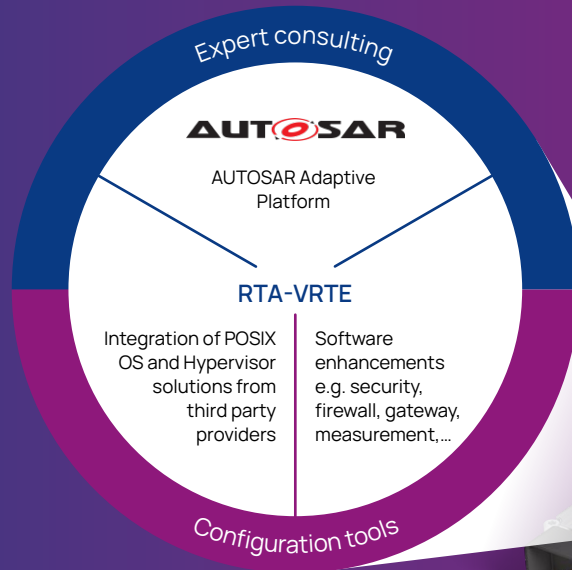 Expert consulting
AUTOSAR
AUTOSAR Adaptive
Platform
RTA-VRTE
Integration of POSIX
OS and Hypervisor
solutions from
third party
providers
Software
enhancements
e.g. security,
firewall, gateway,
measurement,...
Configuration tools